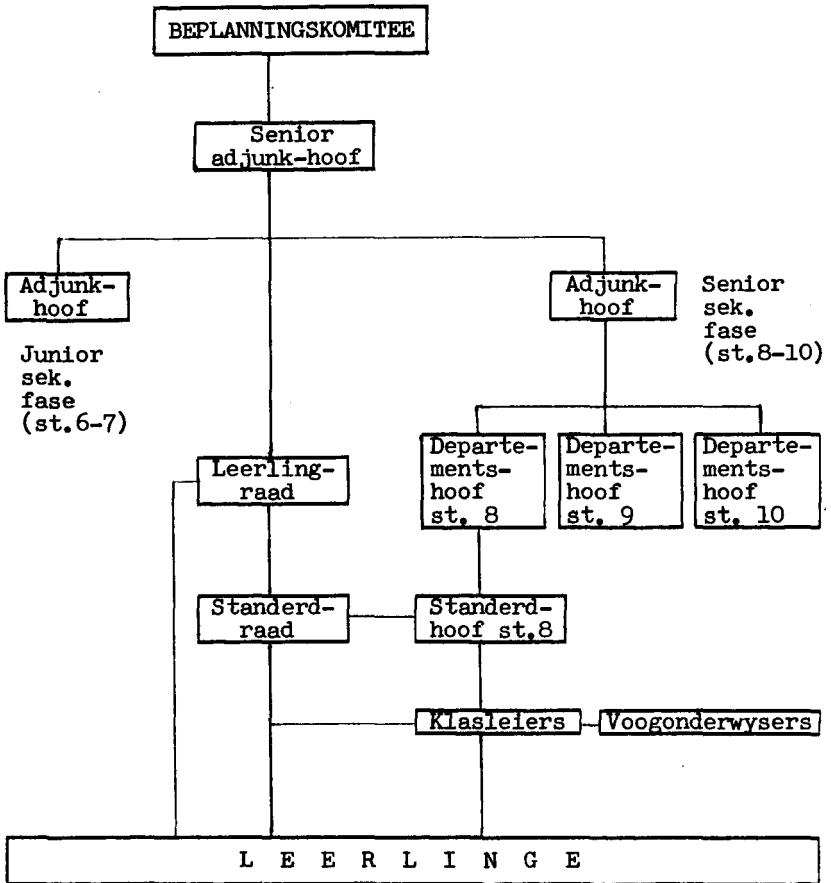 BEPLANNINGSKOMITEE
Senior
adjunk-hoof
Adjunk-
hoof
Junior
sek.
fase
(st.6-7)
Adjunk-
hoof
Senior
sek.
fase
(st.8-10)
Departe-
ments-
hoof
st. 8
Departe-
ments-
hoof
st. 9
Departe-
ments-
hoof
st. 10
Leerling-
raad
Standerd-
raad
Standerd-
hoof st.8
Klasleiers
Voogonderwysers
L E E R L I N G E